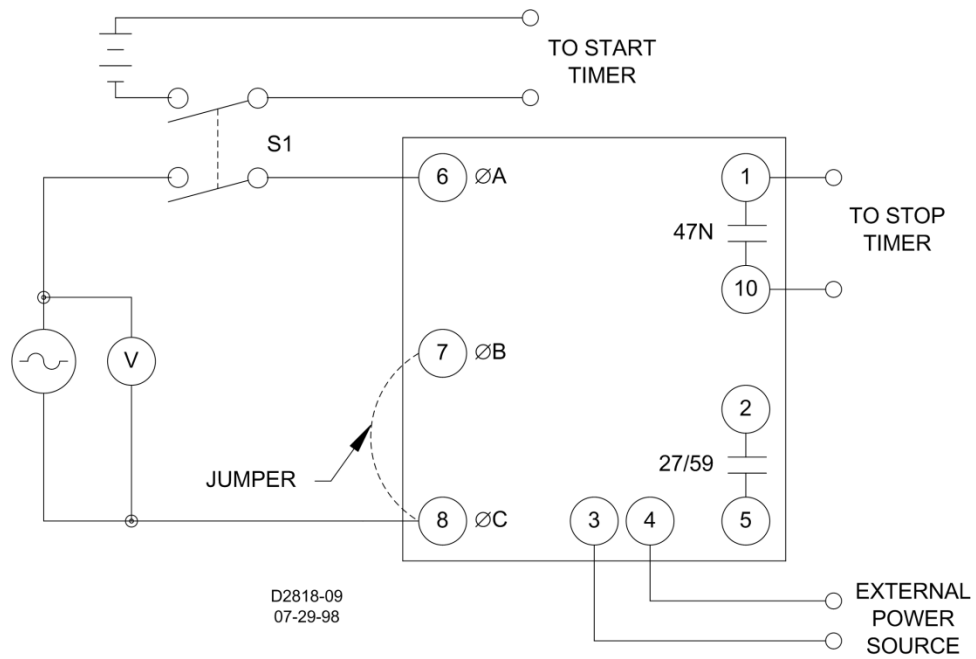 TO START
TIMER
S1
6 ØA
1
47N
TO STOP
TIMER
10
V
7 ØB
2
JUMPER
27/59
8 ØC
3
4
5
D2818-09
07-29-98
EXTERNAL
POWER
SOURCE